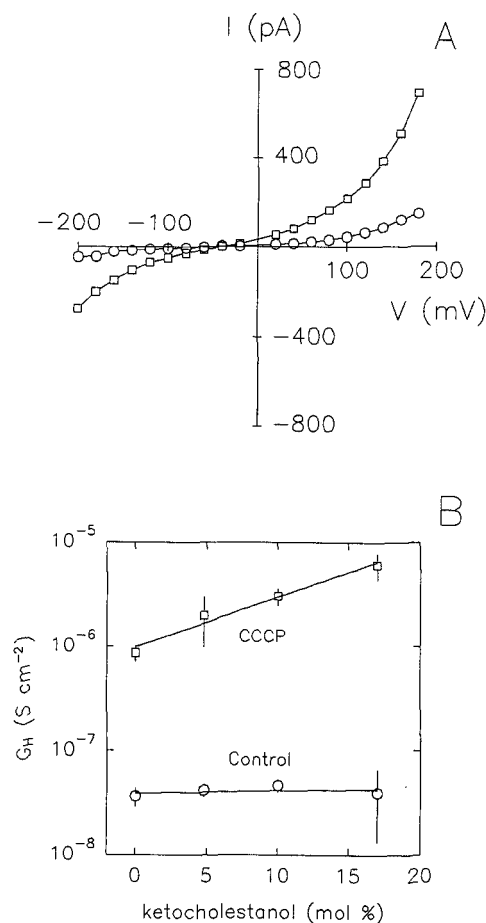 I (pA)
A
800
400
−200
−100
100
200
V (mV)
−400
−800
B
10⁻⁵
10⁻⁶
10⁻⁷
10⁻⁸
G_H (S cm⁻²)
CCCP
Control
0 5 10 15 20
ketocholestanol (mol %)